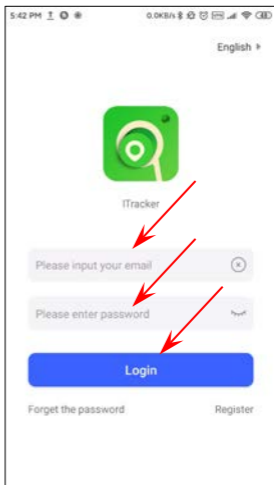 5:42 PM 0.0KB/s
English
ITracker
Please input your email
Please enter password
Login
Forget the password Register